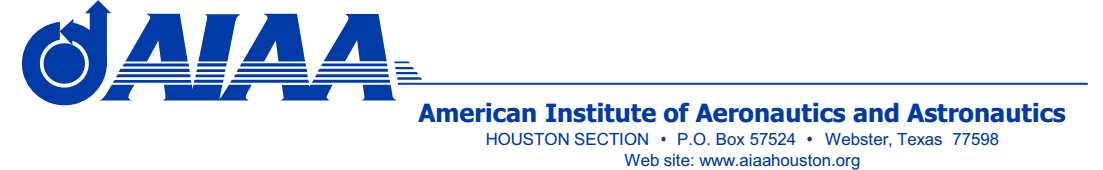 AIAA
American Institute of Aeronautics and Astronautics
HOUSTON SECTION • P.O. Box 57524 • Webster, Texas 77598
Web site: www.aiaahouston.org